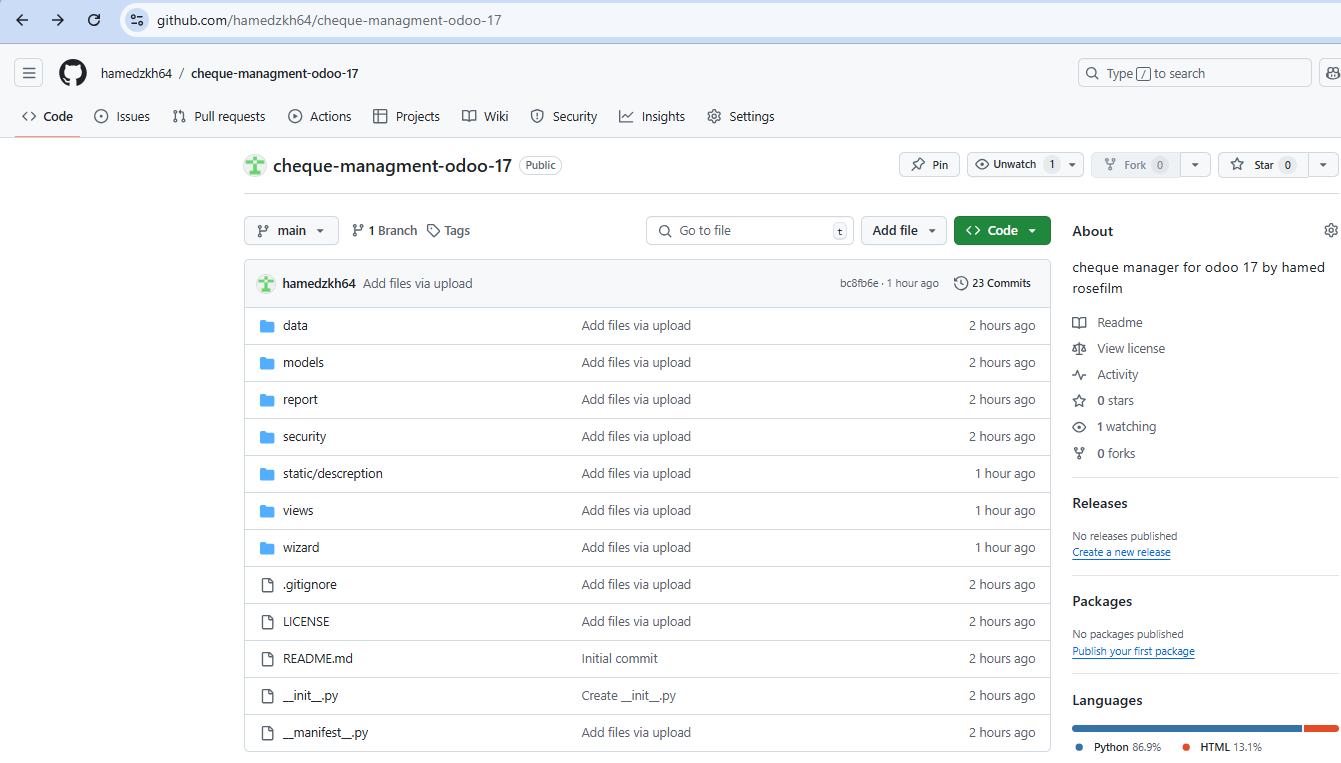 github.com/hamedzkh64/cheque-managment-odoo-17
hamedzkh64 / cheque-managment-odoo-17
Type / to search
Code Issues Pull requests Actions Projects Wiki Security Insights Settings
cheque-managment-odoo-17 Public
Pin Unwatch 1 Fork 0 Star 0
main 1 Branch Tags Go to file t Add file Code
hamedzkh64 Add files via upload bc8fb6e · 1 hour ago 23 Commits
data Add files via upload 2 hours ago
models Add files via upload 2 hours ago
report Add files via upload 2 hours ago
security Add files via upload 2 hours ago
static/descreption Add files via upload 1 hour ago
views Add files via upload 1 hour ago
wizard Add files via upload 1 hour ago
.gitignore Add files via upload 2 hours ago
LICENSE Add files via upload 2 hours ago
README.md Initial commit 2 hours ago
__init__.py Create __init__.py 2 hours ago
__manifest__.py Add files via upload 2 hours ago
About
cheque manager for odoo 17 by hamed
rosefilm
Readme
View license
Activity
0 stars
1 watching
0 forks
Releases
No releases published
Create a new release
Packages
No packages published
Publish your first package
Languages
Python 86.9% HTML 13.1%